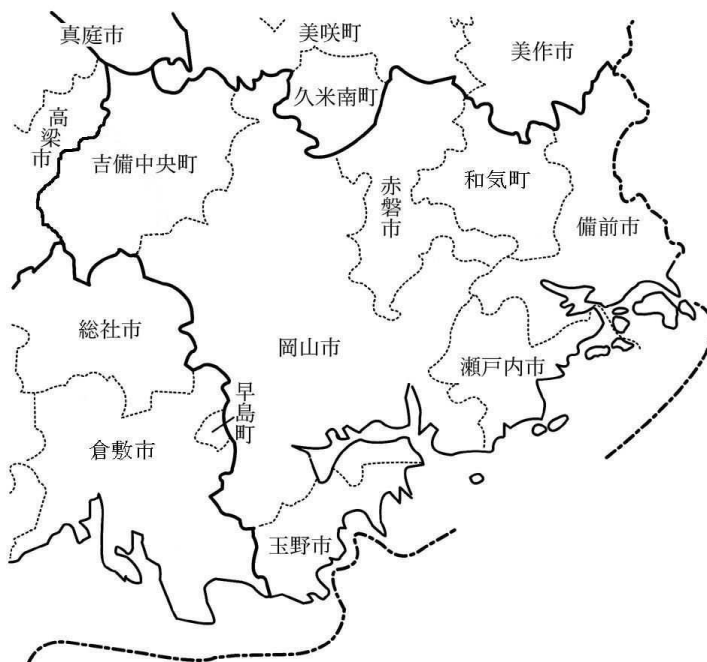 真庭市
美咲町
美作市
久米南町
高梁市
吉備中央町
赤磐市
和気町
備前市
総社市
岡山市
瀬戸内市
早島町
倉敷市
玉野市